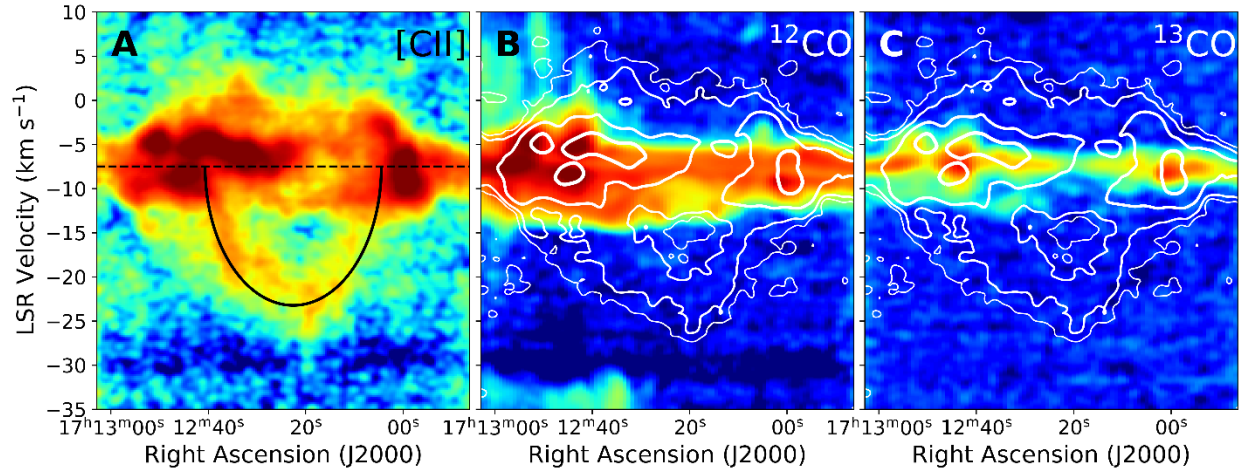 A [CII] B ¹²CO C ¹³CO
10
5
0
−5
−10
−15
−20
−25
−30
−35
LSR Velocity (km s⁻¹)
17ʰ13ᵐ00ˢ 12ᵐ40ˢ 20ˢ 00ˢ 17ʰ13ᵐ00ˢ 12ᵐ40ˢ 20ˢ 00ˢ 17ʰ13ᵐ00ˢ 12ᵐ40ˢ 20ˢ 00ˢ
Right Ascension (J2000) Right Ascension (J2000) Right Ascension (J2000)